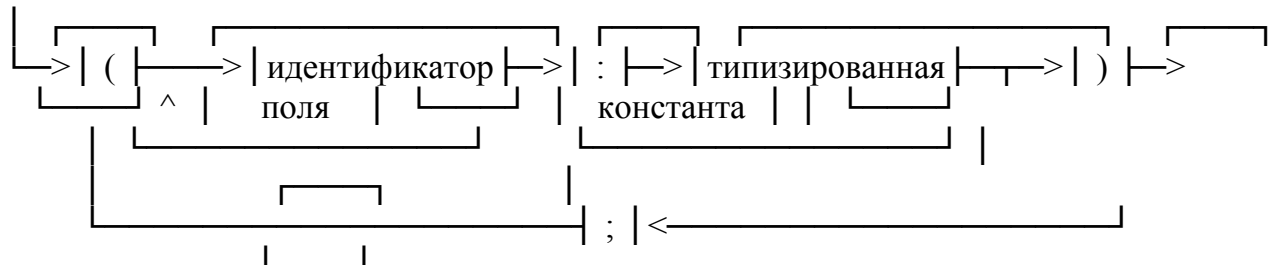 ( идентификатор : типизированная )
^ поля константа
;